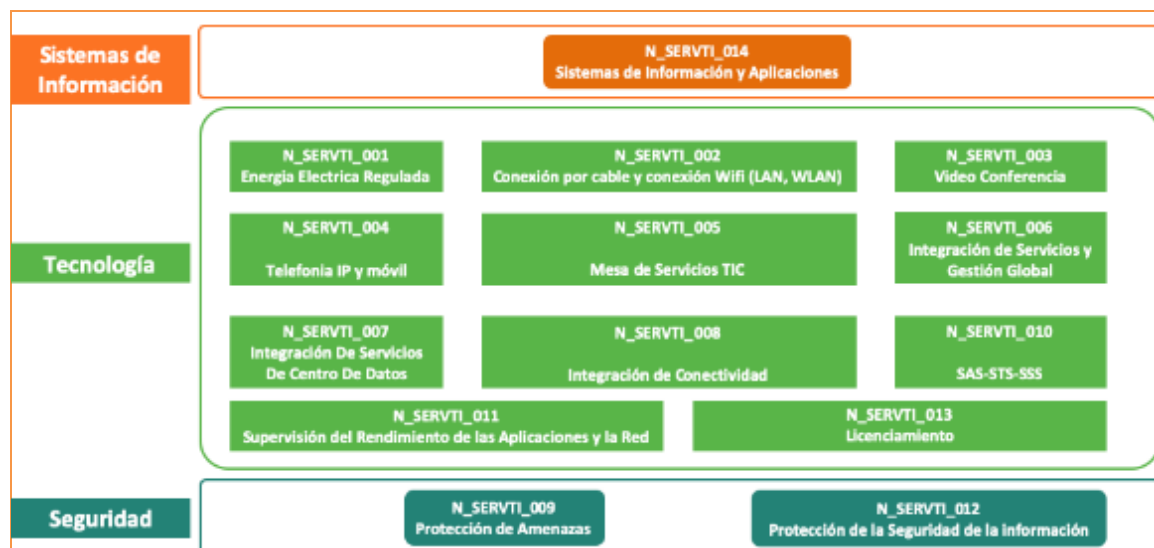 Sistemas de
Información
N_SERVTI_014
Sistemas de Información y Aplicaciones
Tecnología
N_SERVTI_001
Energia Electrica Regulada
N_SERVTI_002
Conexión por cable y conexión Wifi (LAN, WLAN)
N_SERVTI_003
Video Conferencia
N_SERVTI_004
Telefonia IP y móvil
N_SERVTI_005
Mesa de Servicios TIC
N_SERVTI_006
Integración de Servicios y
Gestión Global
N_SERVTI_007
Integración De Servicios
De Centro De Datos
N_SERVTI_008
Integración de Conectividad
N_SERVTI_010
SAS-STS-SSS
N_SERVTI_011
Supervisión del Rendimiento de las Aplicaciones y la Red
N_SERVTI_013
Licenciamiento
Seguridad
N_SERVTI_009
Protección de Amenazas
N_SERVTI_012
Protección de la Seguridad de la información